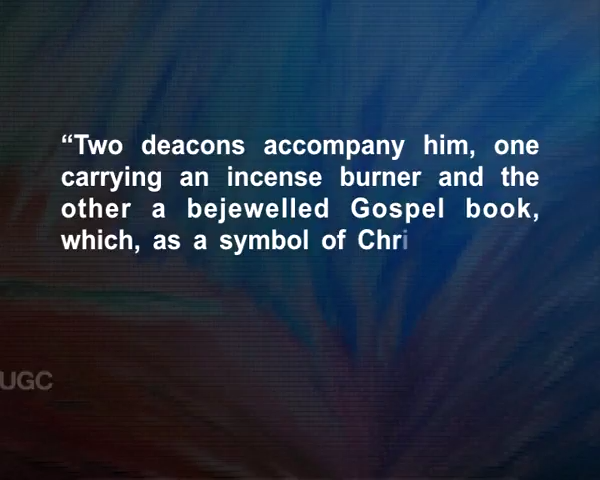 “Two deacons accompany him, one
carrying an incense burner and the
other a bejewelled Gospel book,
which, as a symbol of Chri
UGC